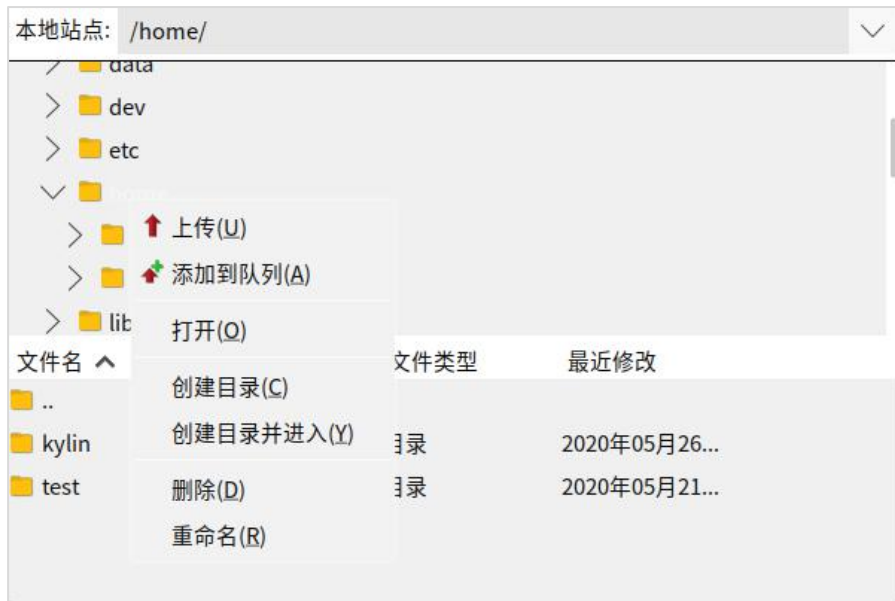 本地站点: /home/
data
dev
etc
上传(U)
添加到队列(A)
lib
打开(O)
文件名 文件类型 最近修改
..
创建目录(C)
创建目录并进入(Y)
kylin 目录 2020年05月26...
test 目录 2020年05月21...
删除(D)
重命名(R)